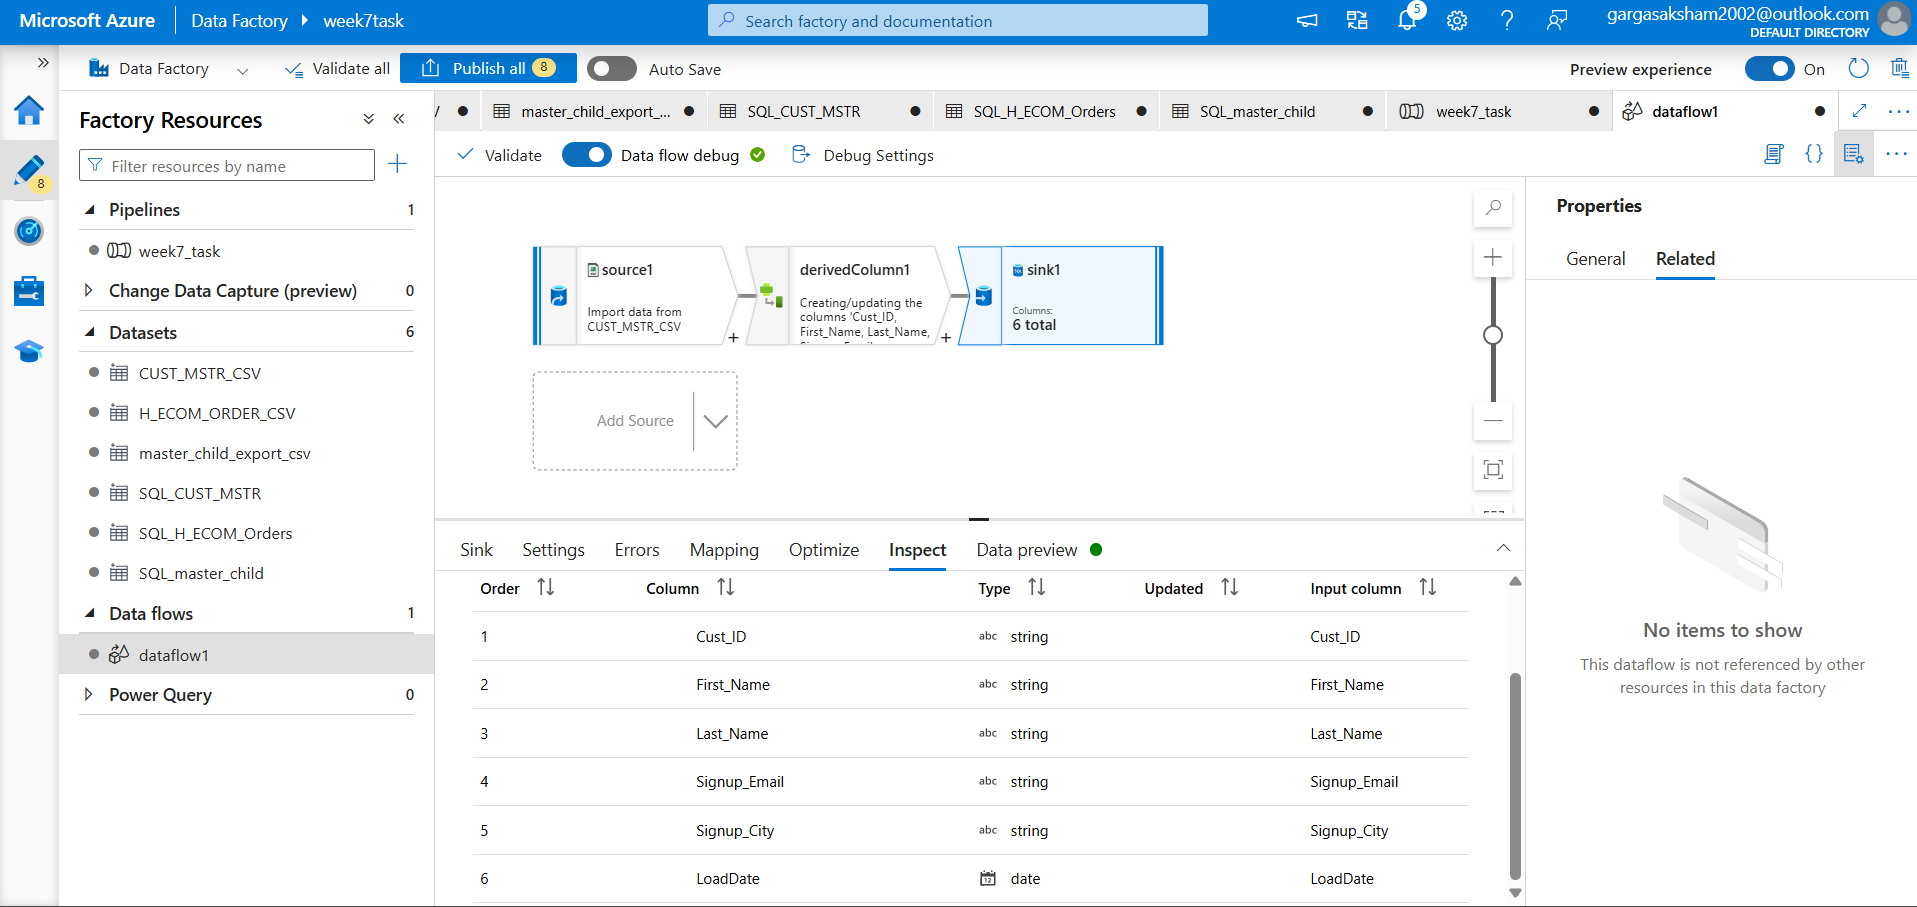 Microsoft Azure
Data Factory
week7task
Search factory and documentation
5
gargasaksham2002@outlook.com
DEFAULT DIRECTORY
Data Factory
Validate all
Publish all 8
Auto Save
Preview experience
On
8
Factory Resources
Filter resources by name
Pipelines 1
week7_task
Change Data Capture (preview) 0
Datasets 6
CUST_MSTR_CSV
H_ECOM_ORDER_CSV
master_child_export_csv
SQL_CUST_MSTR
SQL_H_ECOM_Orders
SQL_master_child
Data flows 1
dataflow1
Power Query 0
master_child_export_...
SQL_CUST_MSTR
SQL_H_ECOM_Orders
SQL_master_child
week7_task
dataflow1
Validate
Data flow debug
Debug Settings
source1
Import data from
CUST_MSTR_CSV
+
derivedColumn1
Creating/updating the
columns 'Cust_ID,
First_Name, Last_Name,
+
sink1
Columns:
6 total
Add Source
Sink Settings Errors Mapping Optimize Inspect Data preview
Order Column Type Updated Input column
1 Cust_ID abc string Cust_ID
2 First_Name abc string First_Name
3 Last_Name abc string Last_Name
4 Signup_Email abc string Signup_Email
5 Signup_City abc string Signup_City
6 LoadDate 12 date LoadDate
Properties
General Related
No items to show
This dataflow is not referenced by other
resources in this data factory